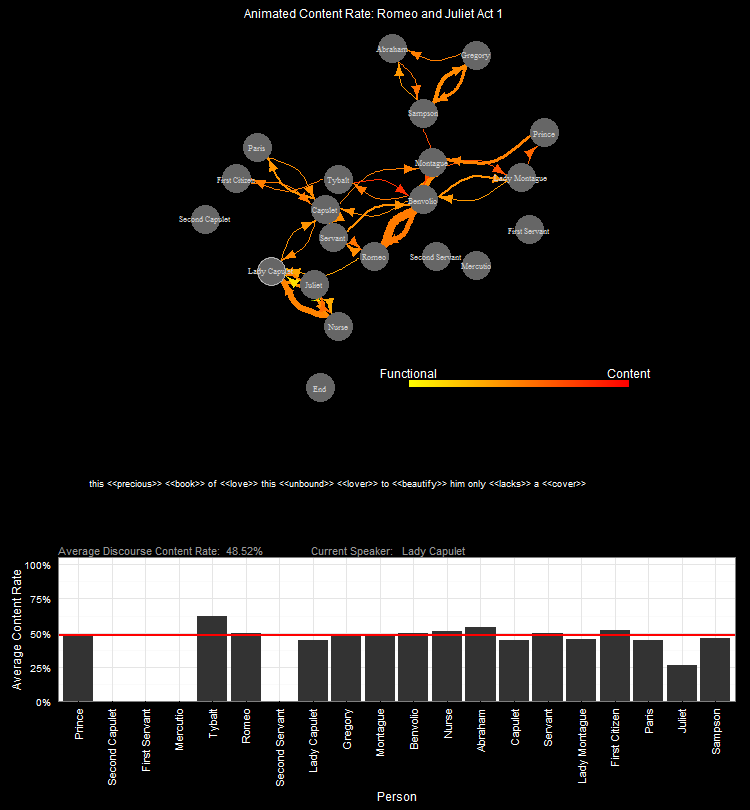 Animated Content Rate: Romeo and Juliet Act 1
Abraham
Gregory
Sampson
Prince
Paris
Montague
First Citizen
Tybalt
Lady Montague
Benvolio
Second Capulet
Capulet
First Servant
Servant
Romeo
Second Servant
Mercutio
Lady Capulet
Juliet
Nurse
Functional
Content
End
this <<precious>> <<book>> of <<love>> this <<unbound>> <<lover>> to <<beautify>> him only <<lacks>> a <<cover>>
Average Discourse Content Rate: 48.52%
Current Speaker: Lady Capulet
Average Content Rate
100%
75%
50%
25%
0%
Prince
Second Capulet
First Servant
Mercutio
Tybalt
Romeo
Second Servant
Lady Capulet
Gregory
Montague
Benvolio
Nurse
Abraham
Capulet
Servant
Lady Montague
First Citizen
Paris
Juliet
Sampson
Person